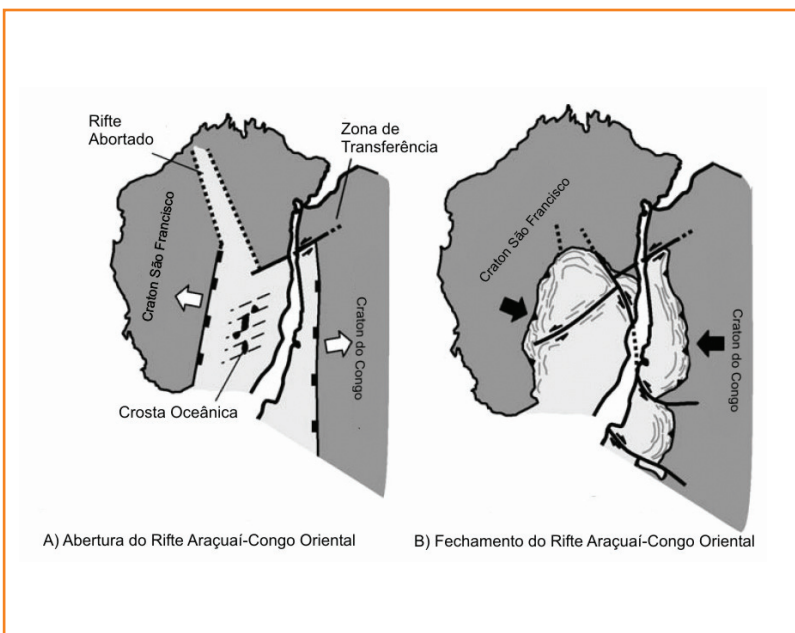 Rifte
Abortado
Zona de
Transferência
Craton São Francisco
Craton do Congo
Crosta Oceânica
A) Abertura do Rifte Araçuaí-Congo Oriental
Craton São Francisco
Craton do Congo
B) Fechamento do Rifte Araçuaí-Congo Oriental